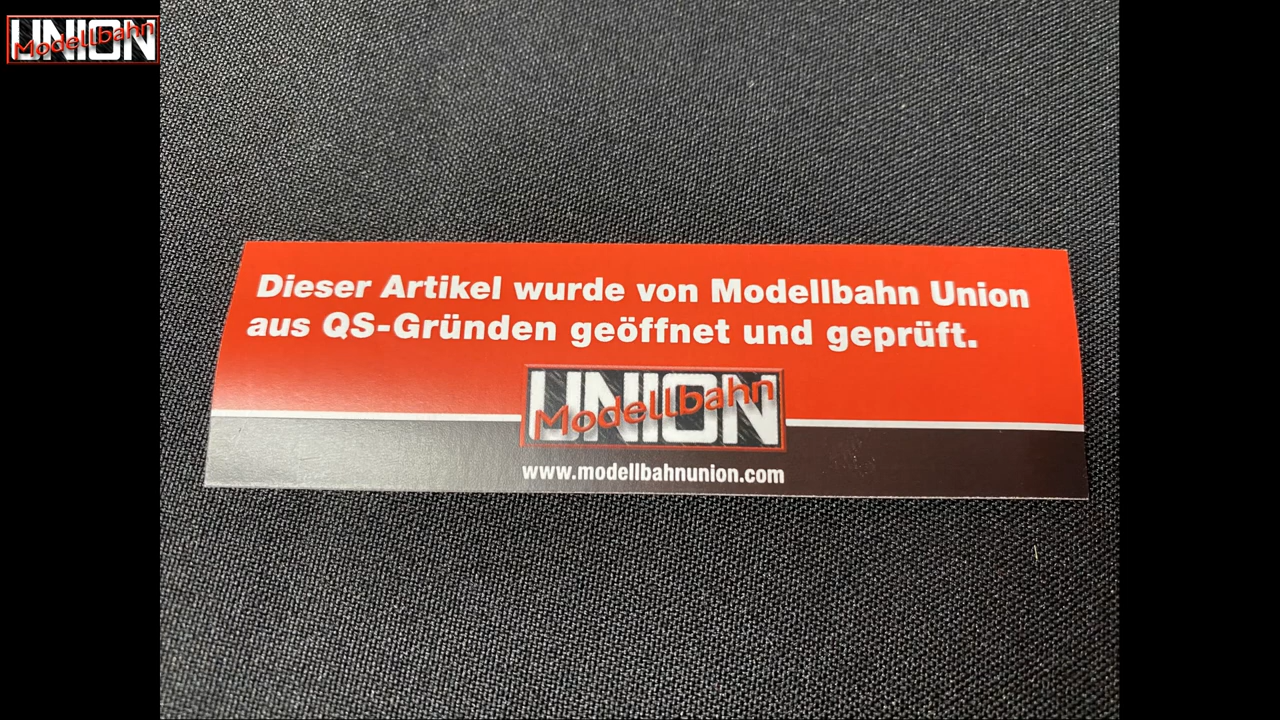 UNION
Modellbahn
Dieser Artikel wurde von Modellbahn Union
aus QS-Gründen geöffnet und geprüft.
UNION
Modellbahn
www.modellbahnunion.com